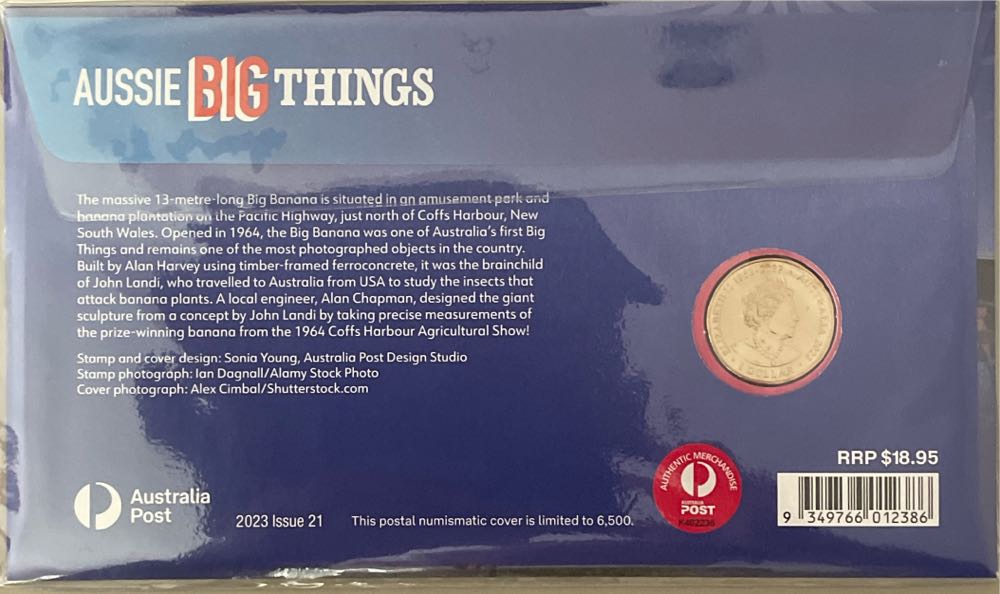 AUSSIE BIG THINGS
The massive 13-metre-long Big Banana is situated in an amusement park and
banana plantation on the Pacific Highway, just north of Coffs Harbour, New
South Wales. Opened in 1964, the Big Banana was one of Australia's first Big
Things and remains one of the most photographed objects in the country.
Built by Alan Harvey using timber-framed ferroconcrete, it was the brainchild
of John Landi, who travelled to Australia from USA to study the insects that
attack banana plants. A local engineer, Alan Chapman, designed the giant
sculpture from a concept by John Landi by taking precise measurements of
the prize-winning banana from the 1964 Coffs Harbour Agricultural Show!
Stamp and cover design: Sonia Young, Australia Post Design Studio
Stamp photograph: Ian Dagnall/Alamy Stock Photo
Cover photograph: Alex Cimbal/Shutterstock.com
ELIZABETH II AUSTRALIA 2023
1 DOLLAR
Australia
Post
2023 Issue 21
This postal numismatic cover is limited to 6,500.
AUTHENTIC MERCHANDISE
AUSTRALIA
POST
K402236
RRP $18.95
9 349766 012386